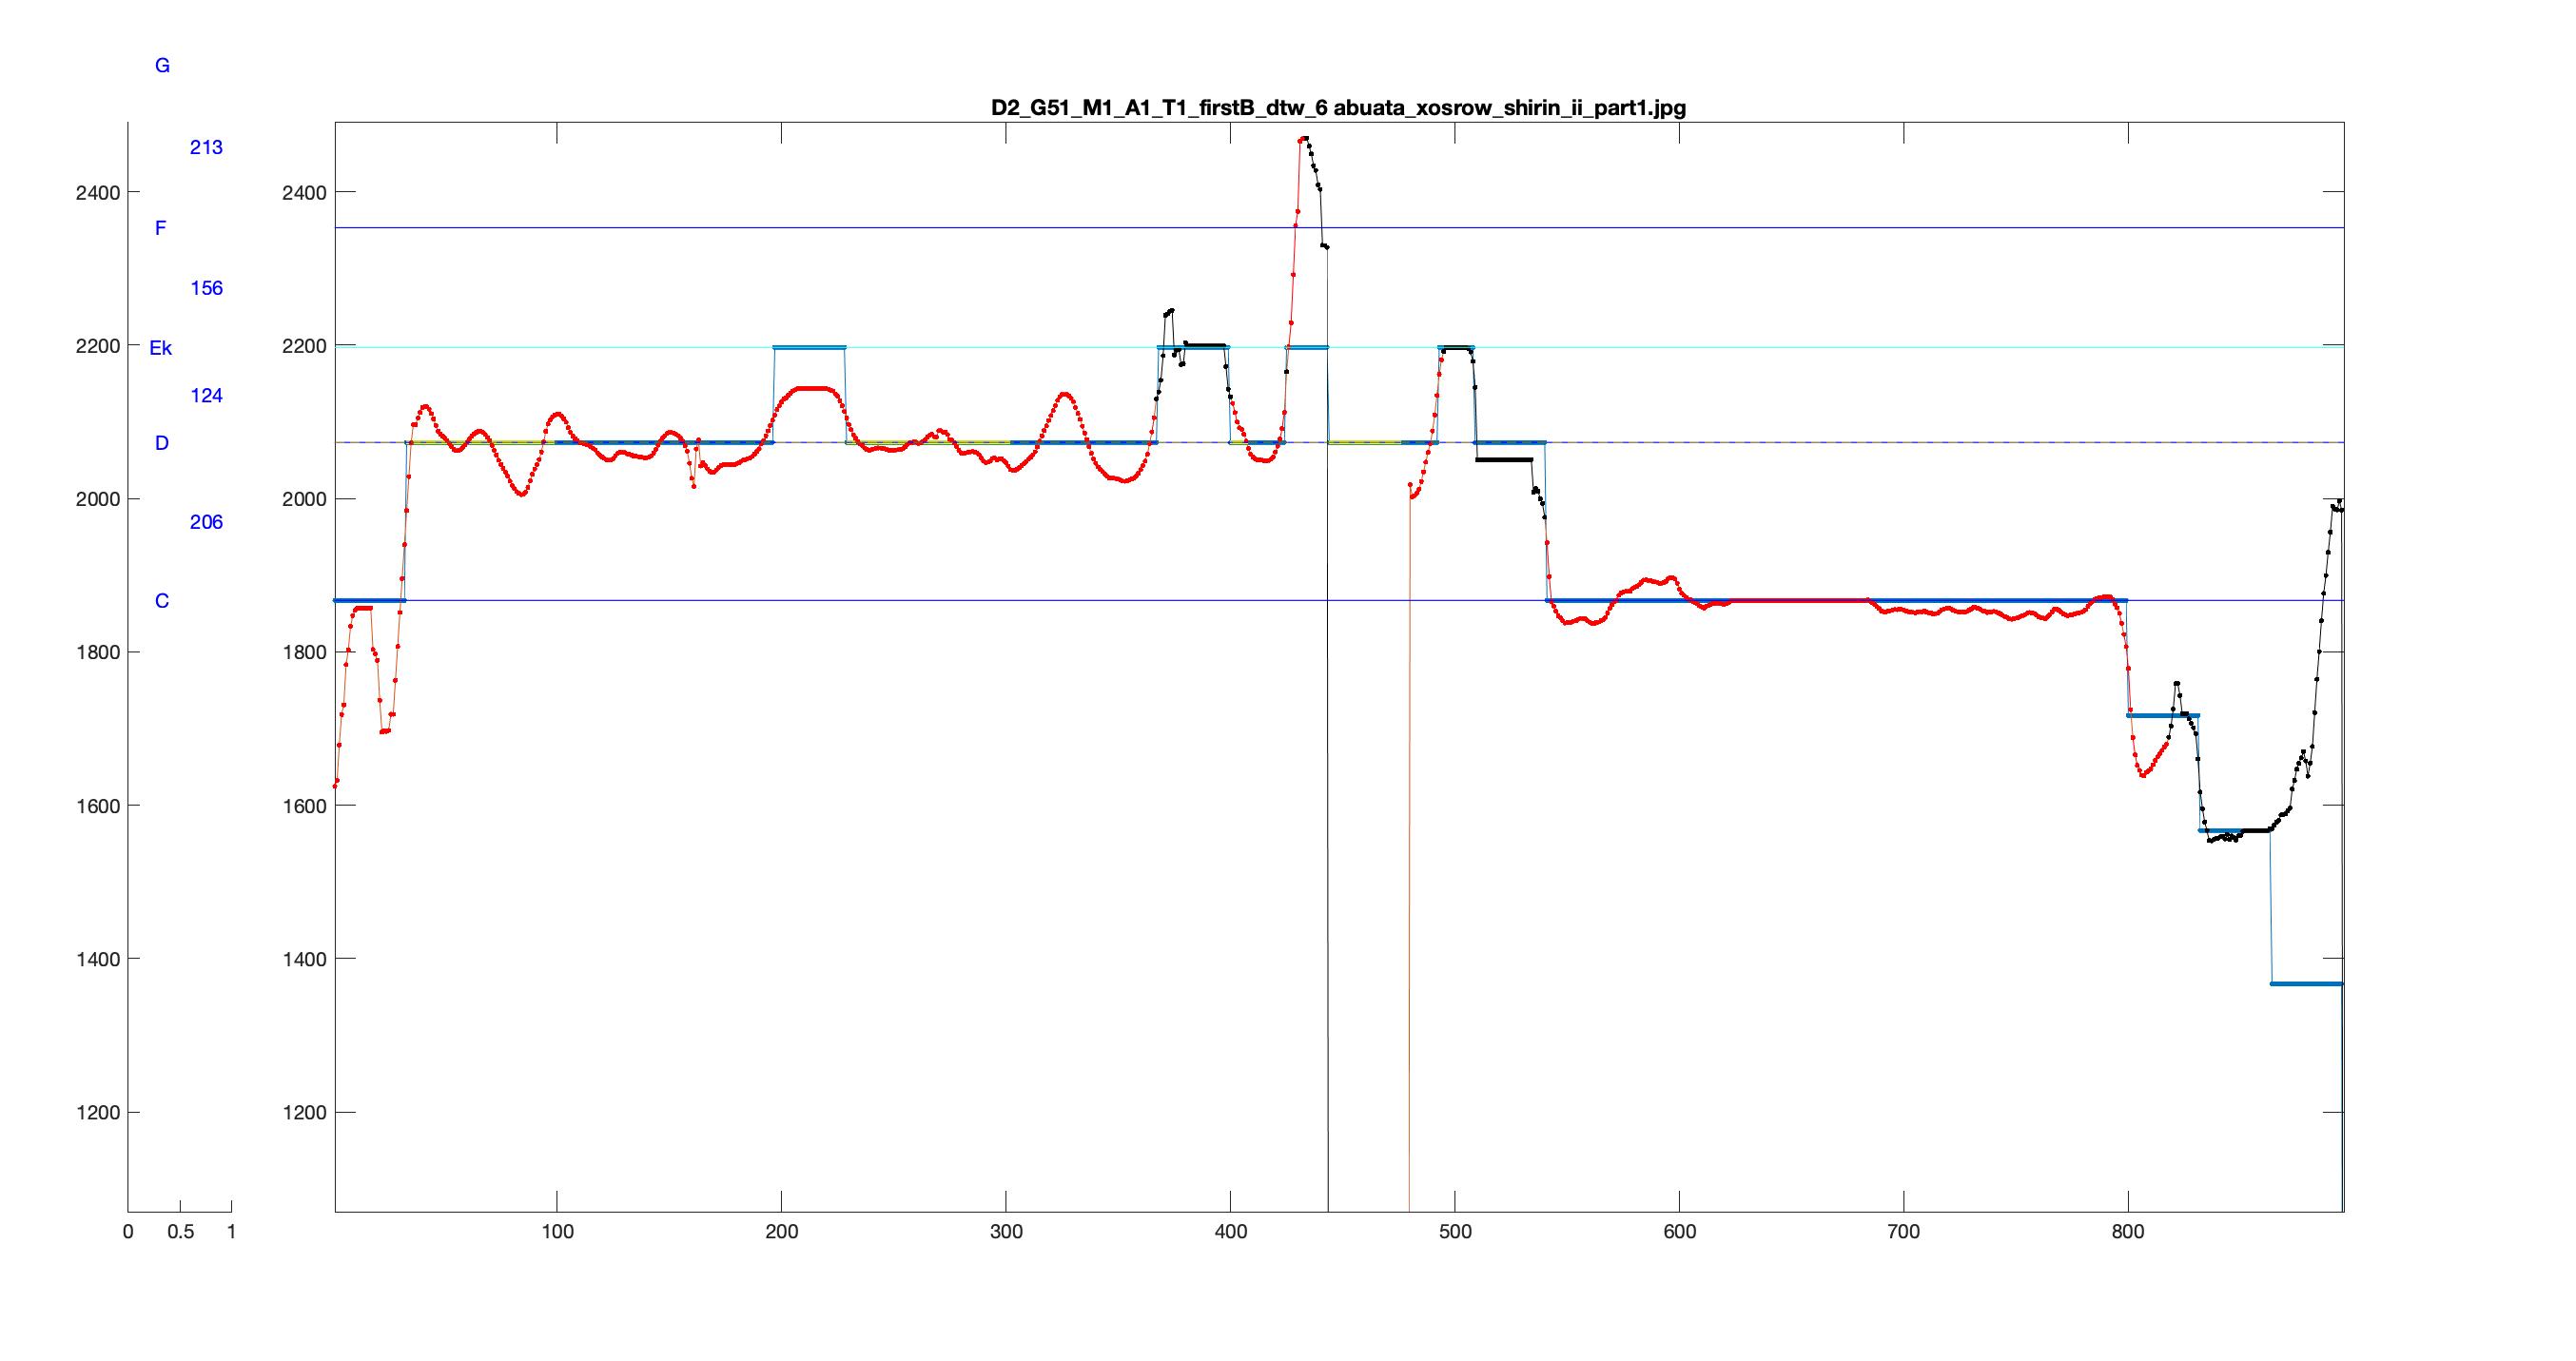 G
D2_G51_M1_A1_T1_firstB_dtw_6 abuata_xosrow_shirin_ii_part1.jpg
213
2400 2400
F
156
2200 Ek 2200
124
D
2000 2000
206
C
1800 1800
1600 1600
1400 1400
1200 1200
0 0.5 1 100 200 300 400 500 600 700 800